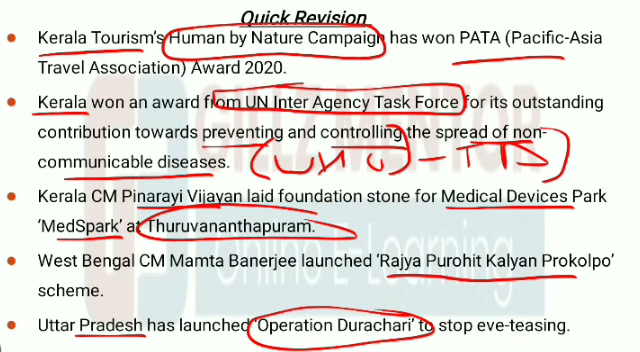 Quick Revision
• Kerala Tourism's Human by Nature Campaign has won PATA (Pacific-Asia
Travel Association) Award 2020.
• Kerala won an award from UN Inter Agency Task Force for its outstanding
contribution towards preventing and controlling the spread of non-
communicable diseases.
• Kerala CM Pinarayi Vijayan laid foundation stone for Medical Devices Park
'MedSpark' at Thuruvananthapuram.
• West Bengal CM Mamta Banerjee launched 'Rajya Purohit Kalyan Prokolpo'
scheme.
• Uttar Pradesh has launched 'Operation Durachari' to stop eve-teasing.
Online E-Learning